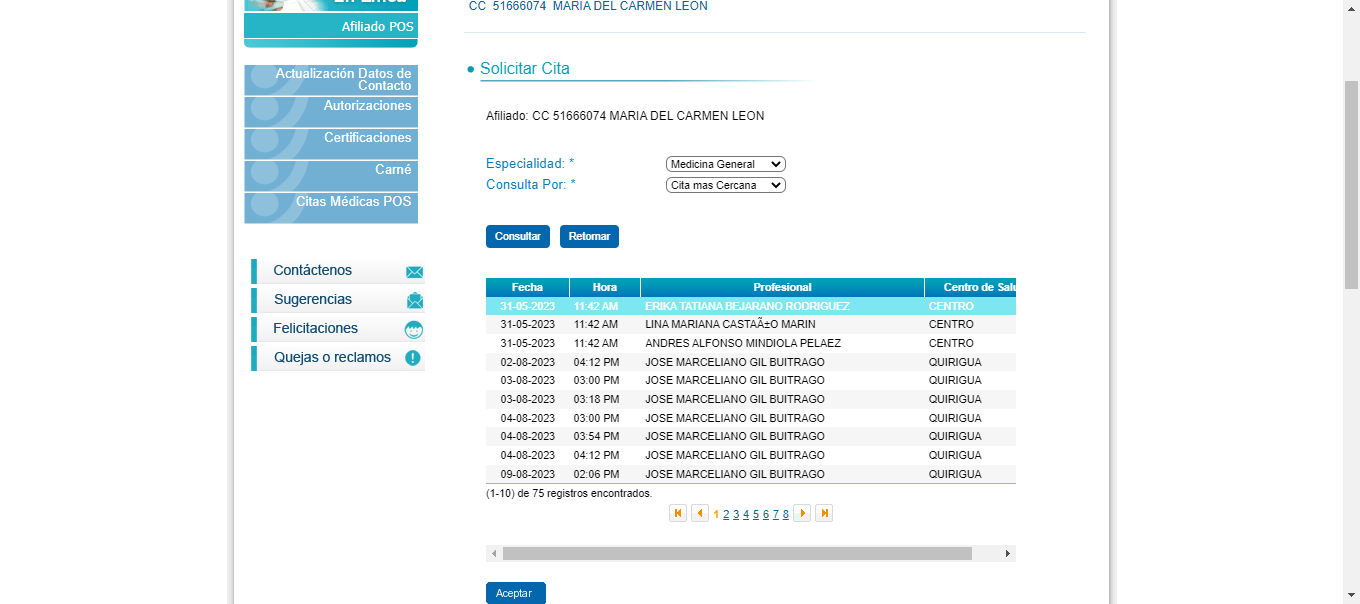 En Línea
Afiliado POS
Actualización Datos de
Contacto
Autorizaciones
Certificaciones
Carné
Citas Médicas POS
Contáctenos
Sugerencias
Felicitaciones
Quejas o reclamos
CC 51666074 MARIA DEL CARMEN LEON
Solicitar Cita
Afiliado: CC 51666074 MARIA DEL CARMEN LEON
Especialidad: * Medicina General
Consulta Por: * Cita mas Cercana
Consultar Retornar
Fecha Hora Profesional Centro de Salu
31-05-2023 11:42 AM ERIKA TATIANA BEJARANO RODRIGUEZ CENTRO
31-05-2023 11:42 AM LINA MARIANA CASTAÃ±O MARIN CENTRO
31-05-2023 11:42 AM ANDRES ALFONSO MINDIOLA PELAEZ CENTRO
02-08-2023 04:12 PM JOSE MARCELIANO GIL BUITRAGO QUIRIGUA
03-08-2023 03:00 PM JOSE MARCELIANO GIL BUITRAGO QUIRIGUA
03-08-2023 03:18 PM JOSE MARCELIANO GIL BUITRAGO QUIRIGUA
04-08-2023 03:00 PM JOSE MARCELIANO GIL BUITRAGO QUIRIGUA
04-08-2023 03:54 PM JOSE MARCELIANO GIL BUITRAGO QUIRIGUA
04-08-2023 04:12 PM JOSE MARCELIANO GIL BUITRAGO QUIRIGUA
09-08-2023 02:06 PM JOSE MARCELIANO GIL BUITRAGO QUIRIGUA
(1-10) de 75 registros encontrados.
1 2 3 4 5 6 7 8
Aceptar